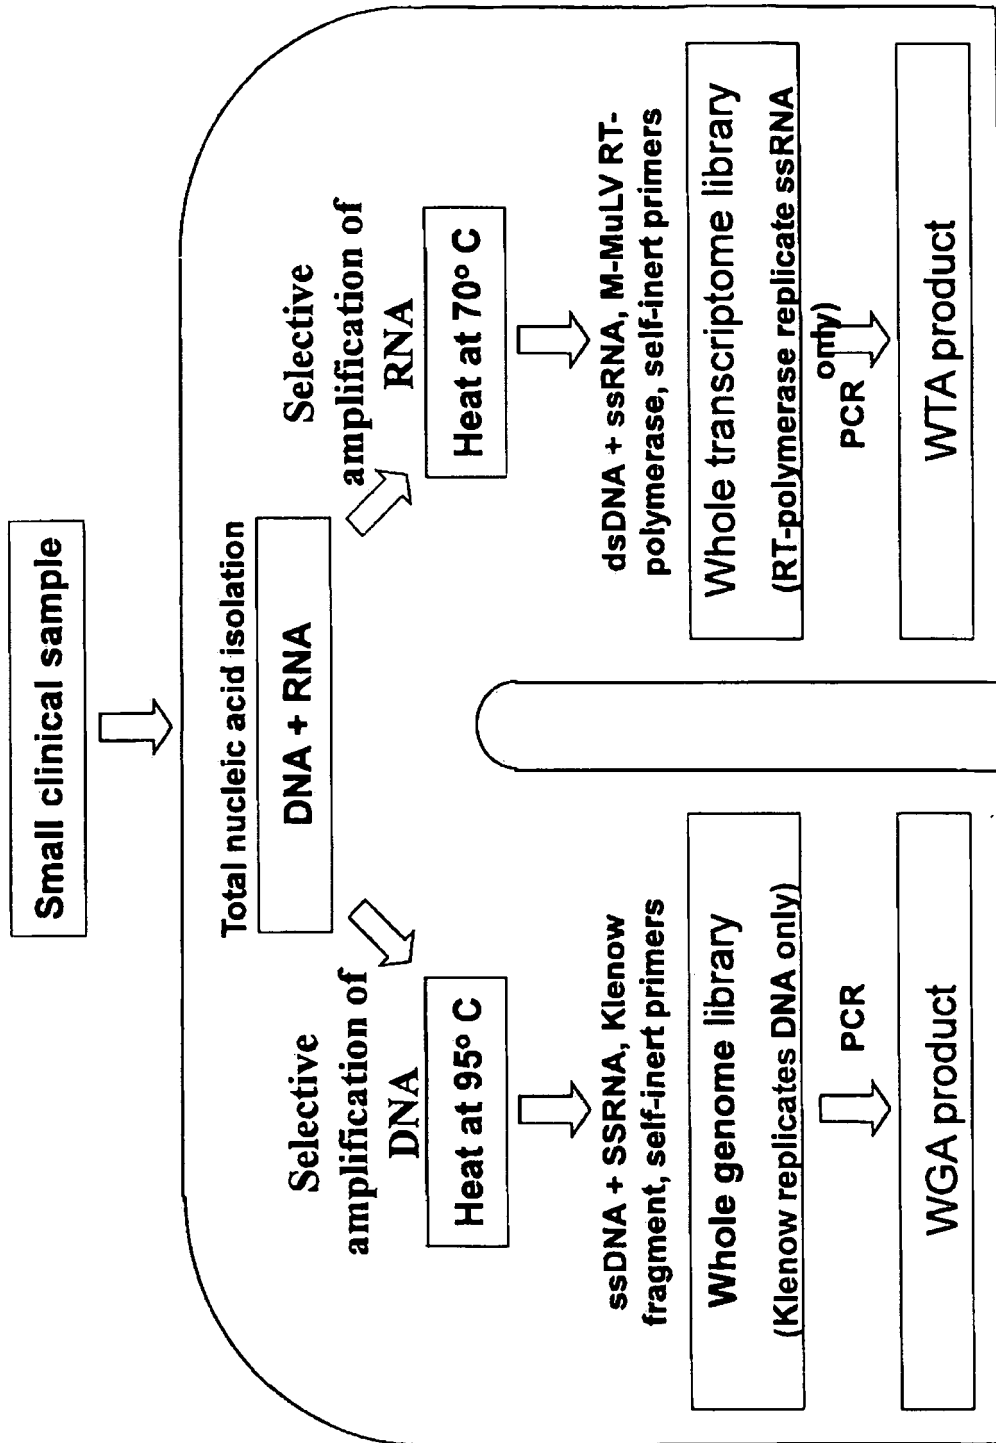 Small clinical sample
Total nucleic acid isolation
DNA + RNA
Selective
amplification of
DNA
Heat at 95° C
ssDNA + SSRNA, Klenow
fragment, self-inert primers
Whole genome library
(Klenow replicates DNA only)
PCR
WGA product
Selective
amplification of
RNA
Heat at 70° C
dsDNA + ssRNA, M-MuLV RT-
polymerase, self-inert primers
Whole transcriptome library
(RT-polymerase replicate ssRNA
only)
PCR
WTA product